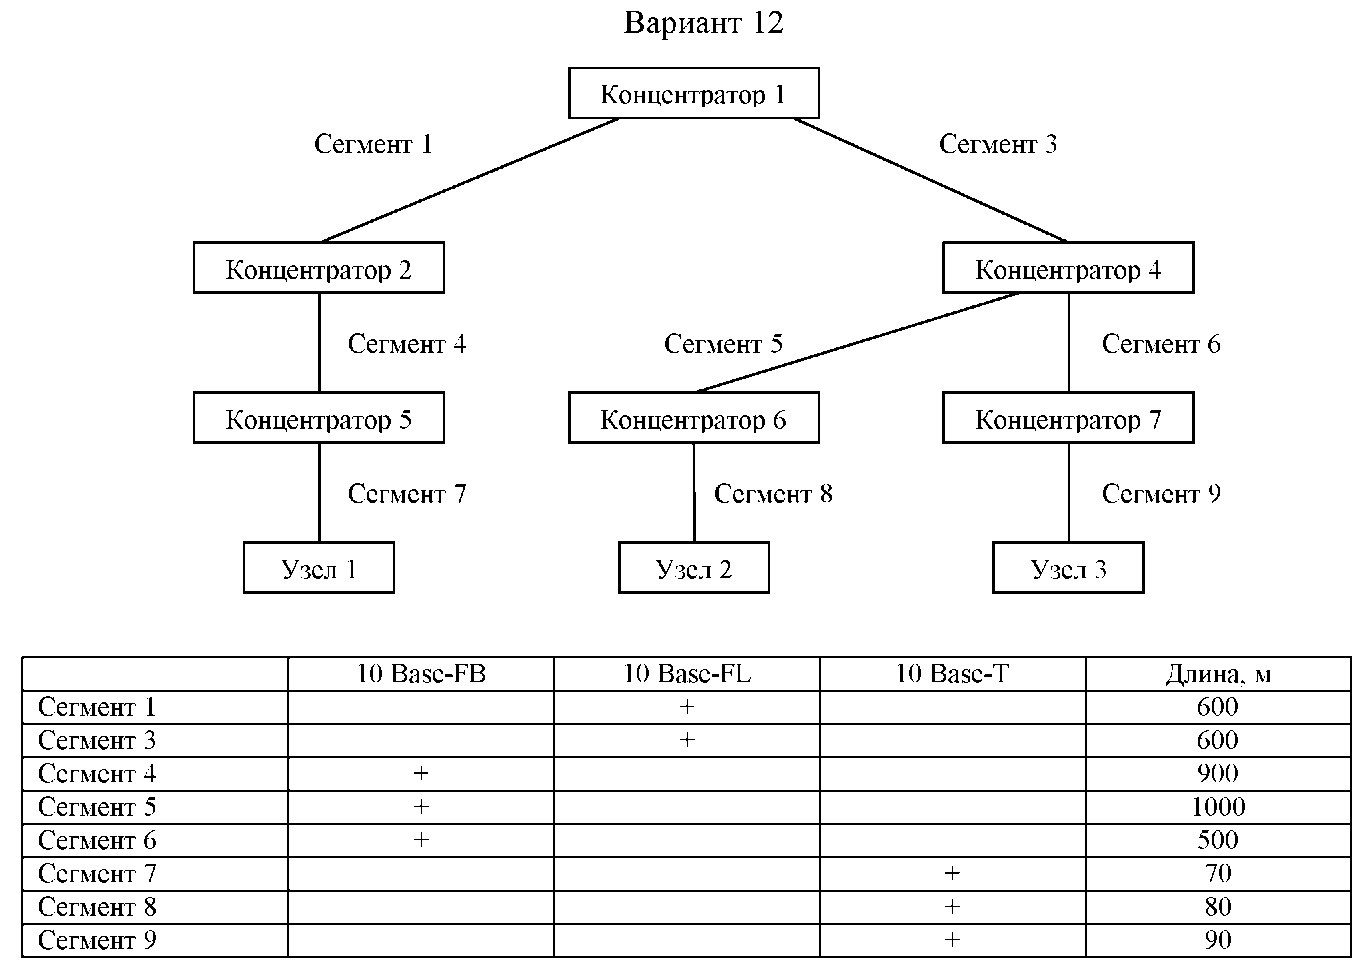 Вариант 12
Концентратор 1
Сегмент 1
Сегмент 3
Концентратор 2
Концентратор 4
Сегмент 4
Сегмент 5
Сегмент 6
Концентратор 5
Концентратор 6
Концентратор 7
Сегмент 7
Сегмент 8
Сегмент 9
Узел 1
Узел 2
Узел 3
10 Base-FB 10 Base-FL 10 Base-T Длина, м
Сегмент 1 + 600
Сегмент 3 + 600
Сегмент 4 + 900
Сегмент 5 + 1000
Сегмент 6 + 500
Сегмент 7 + 70
Сегмент 8 + 80
Сегмент 9 + 90